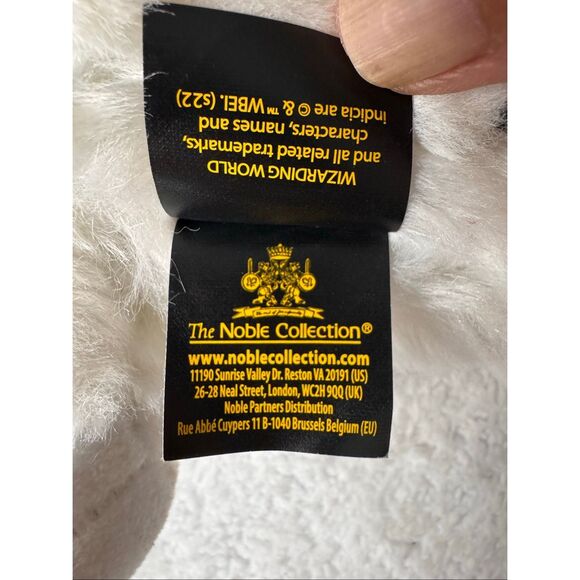 WIZARDING WORLD
and all related trademarks,
characters, names and
indicia are © & ™ WBEI. (s22)
The Noble Collection®
www.noblecollection.com
11190 Sunrise Valley Dr. Reston VA 20191 (US)
26-28 Neal Street, London, WC2H 9QQ (UK)
Noble Partners Distribution
Rue Abbé Cuypers 11 B-1040 Brussels Belgium (EU)